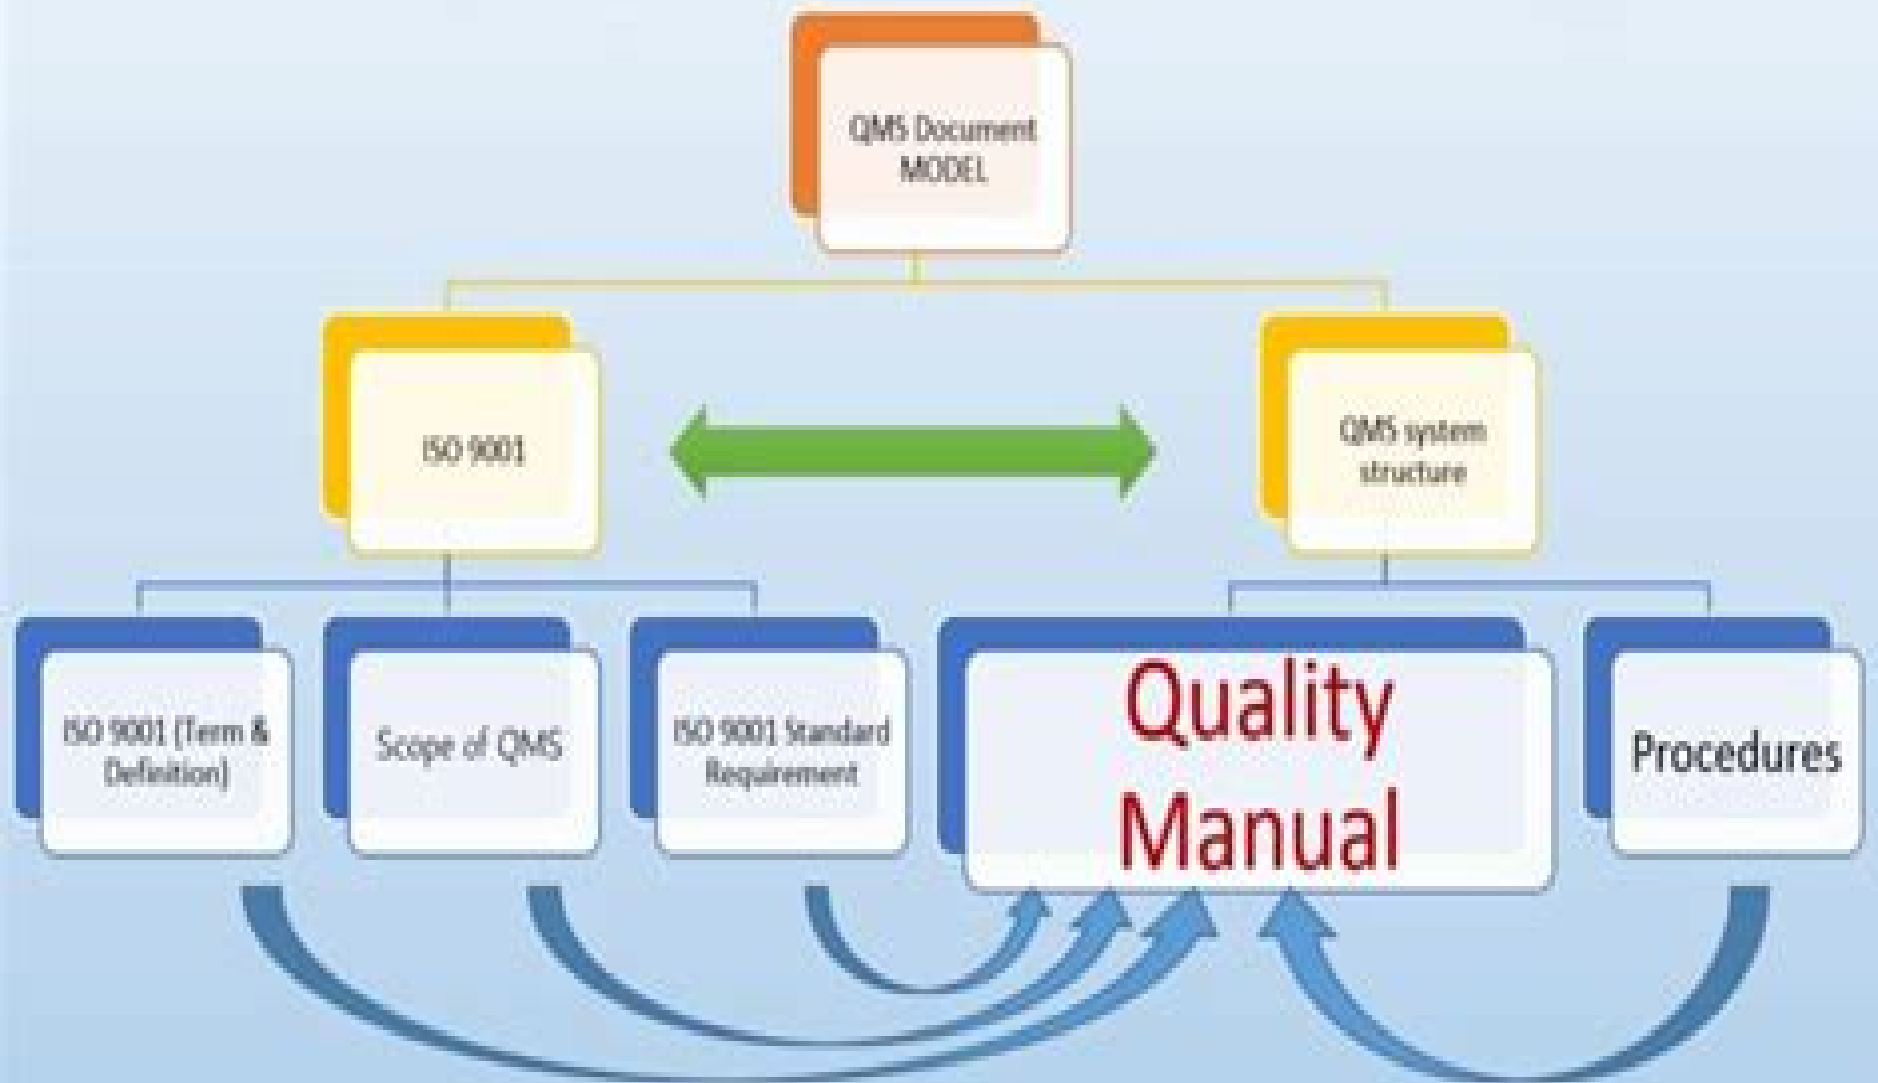 QMS Document
MODEL
ISO 9001
QMS system
structure
ISO 9001 (Term &
Definition)
Scope of QMS
ISO 9001 Standard
Requirement
Quality
Manual
Procedures